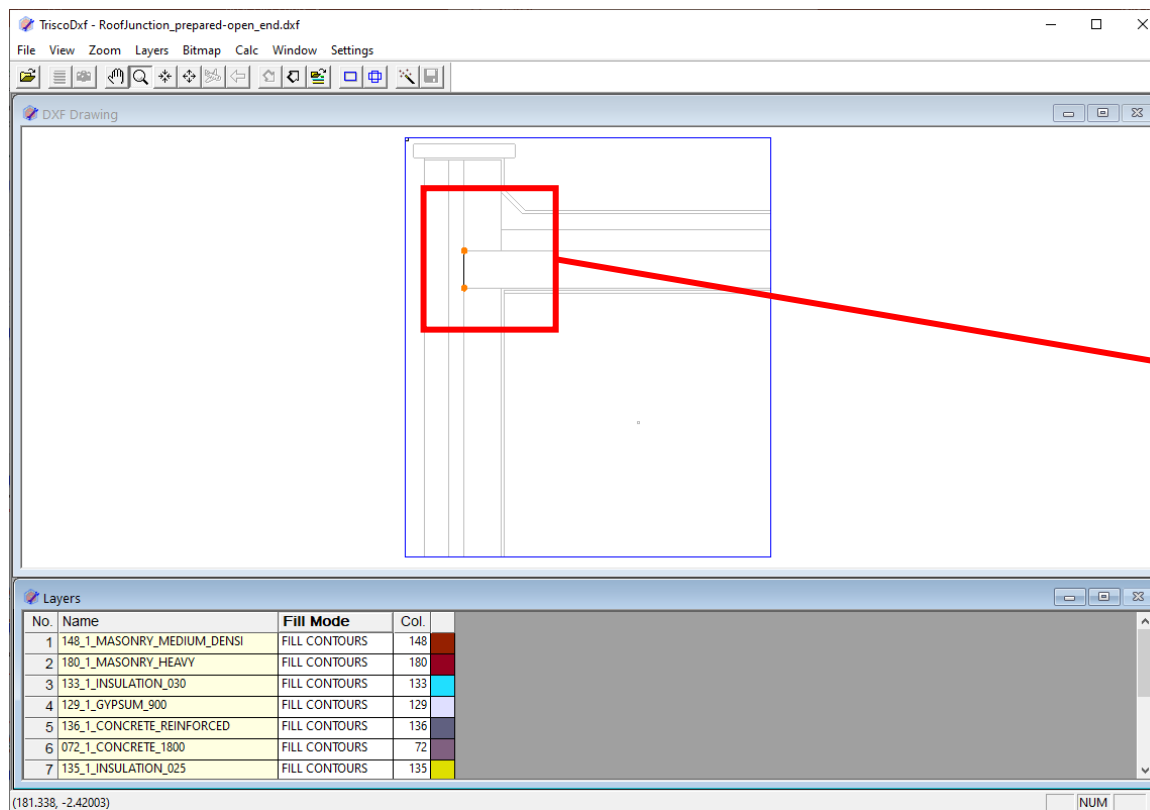 TriscoDxf - RoofJunction_prepared-open_end.dxf
File View Zoom Layers Bitmap Calc Window Settings
DXF Drawing
Layers
No. Name Fill Mode Col.
1 148_1_MASONRY_MEDIUM_DENSI FILL CONTOURS 148
2 180_1_MASONRY_HEAVY FILL CONTOURS 180
3 133_1_INSULATION_030 FILL CONTOURS 133
4 129_1_GYPSUM_900 FILL CONTOURS 129
5 136_1_CONCRETE_REINFORCED FILL CONTOURS 136
6 072_1_CONCRETE_1800 FILL CONTOURS 72
7 135_1_INSULATION_025 FILL CONTOURS 135
(181.338, -2.42003) NUM